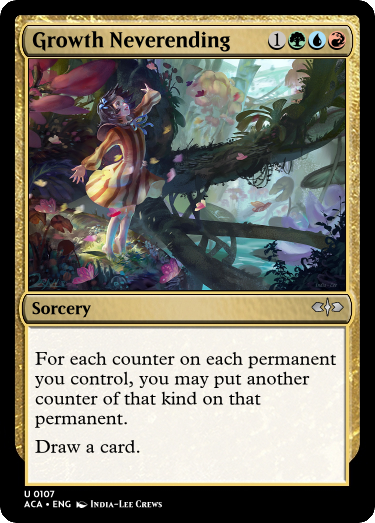 Growth Neverending 1
Sorcery
For each counter on each permanent
you control, you may put another
counter of that kind on that
permanent.
Draw a card.
U 0107
ACA • ENG India-Lee Crews